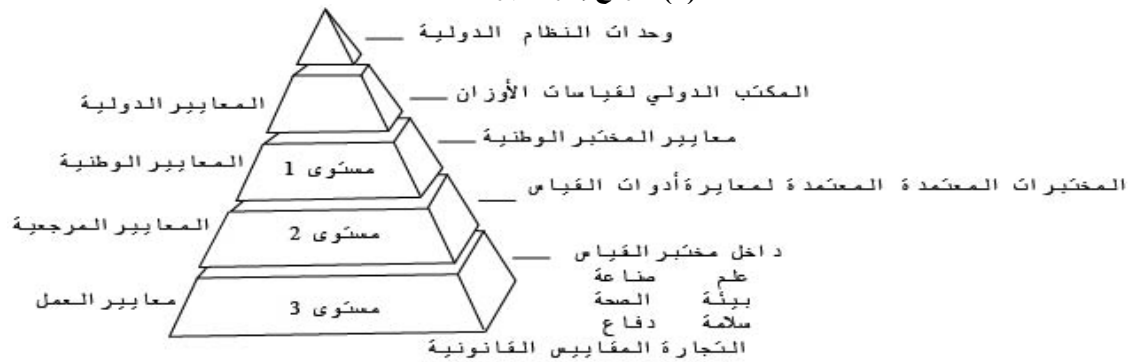 وحدات النظام الدولية
المكتب الدولي لقياسات الأوزان
المعايير الدولية
معايير المختبر الوطنية
المعايير الوطنية
مستوى 1
المختبرات المعتمدة المعتمدة لمعايرة أدوات القياس
المعايير المرجعية
مستوى 2
داخل مختبر القياس
علم صناعة
بيئة الصحة
سلامة دفاع
التجارة المقاييس القانونية
معايير العمل
مستوى 3